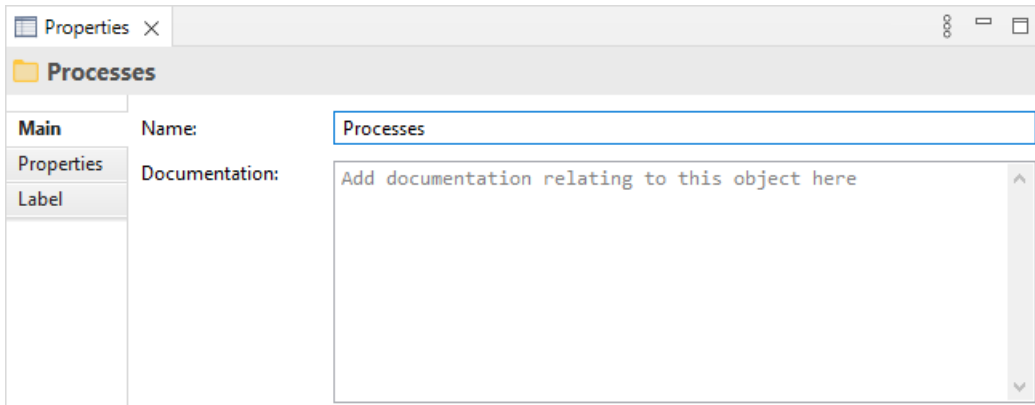 Properties
Processes
Main
Name:
Processes
Properties
Documentation:
Add documentation relating to this object here
Label